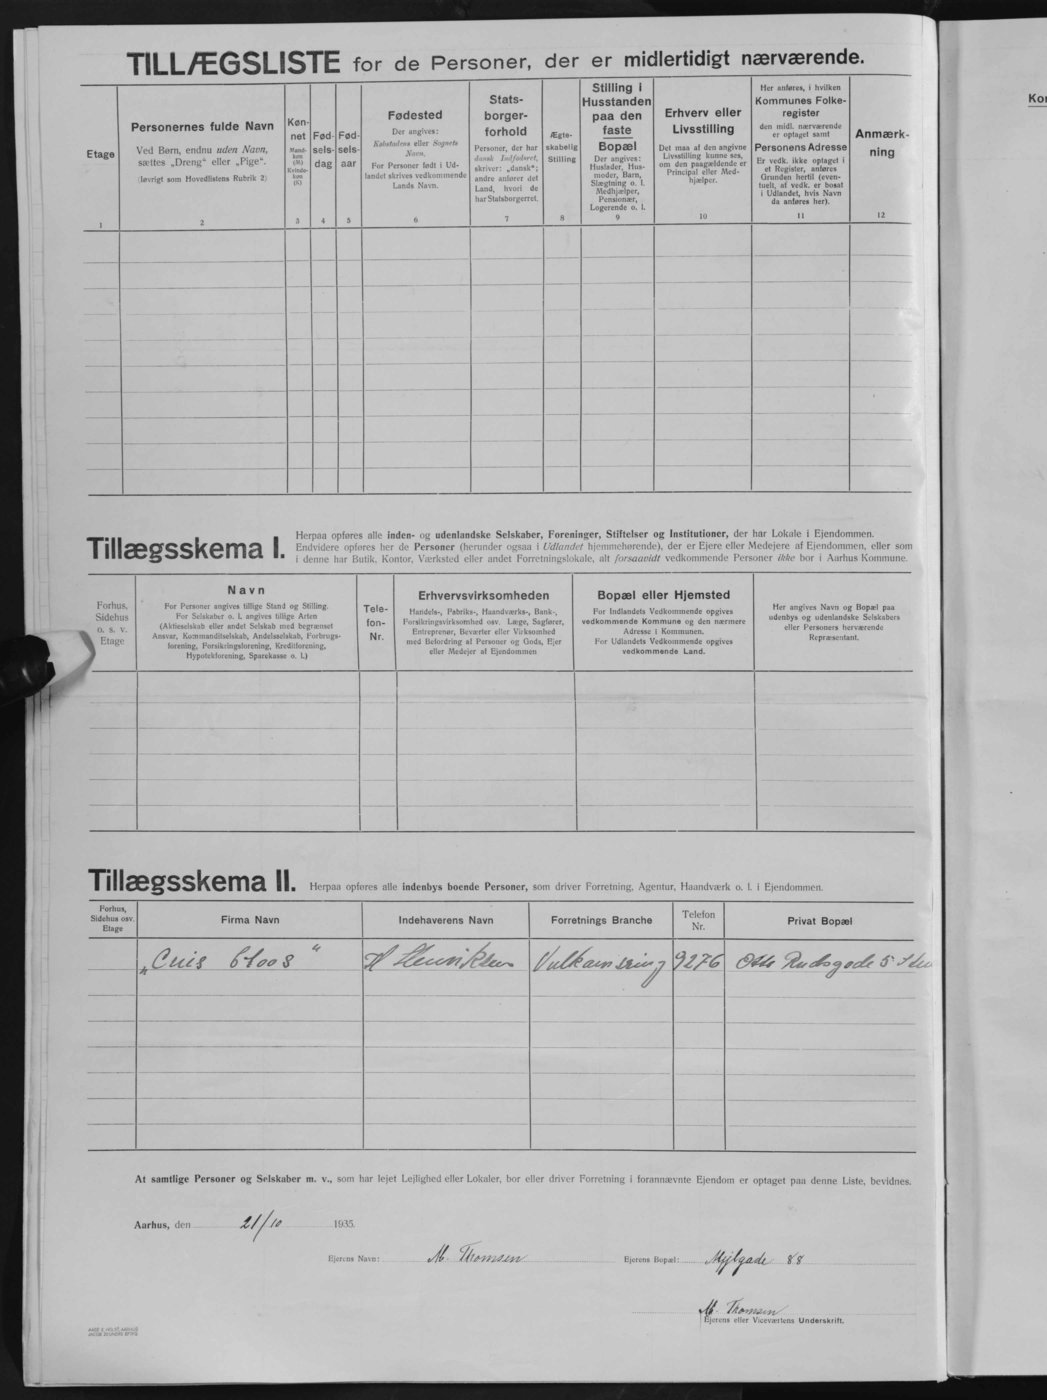 TILLÆGSLISTE for de Personer, der er midlertidigt nærværende.
Etage
1
Personernes fulde Navn
Ved Børn, endnu uden Navn,
sættes „Dreng“ eller „Pige“.
(Iøvrigt som Hovedlistens Rubrik 2)
2
Køn-
net
Mand-
køn
(M)
Kvinde-
køn
(K)
3
Fød-
sels-
dag
4
Fød-
sels-
aar
5
Fødested
Der angives:
Købstadens eller Sognets
Navn.
For Personer født i Ud-
landet skrives vedkommende
Lands Navn.
6
Stats-
borger-
forhold
Personer, der har
dansk Indfødsret,
skriver: „dansk“;
andre anfører det
Land, hvori de
har Statsborgerret.
7
Ægte-
skabelig
Stilling
8
Stilling i
Husstanden
paa den
faste
Bopæl
Der angives:
Husfader, Hus-
moder, Barn,
Slægtning o. l.
Medhjælper,
Pensionær,
Logerende o. l.
9
Erhverv eller
Livsstilling
Det maa af den angivne
Livsstilling kunne ses,
om den paagældende er
Principal eller Med-
hjælper.
10
Her anføres, i hvilken
Kommunes Folke-
register
den midl. nærværende
er optaget samt
Personens Adresse
Er vedk. ikke optaget i
et Register, anføres
Grunden hertil (even-
tuelt, af vedk. er bosat
i Udlandet, hvis Navn
da anføres her).
11
Anmærk-
ning
12
Tillægsskema I.
Herpaa opføres alle inden- og udenlandske Selskaber, Foreninger, Stiftelser og Institutioner, der har Lokale i Ejendommen.
Endvidere opføres her de Personer (herunder ogsaa i Udlandet hjemmehørende), der er Ejere eller Medejere af Ejendommen, eller som
i denne har Butik, Kontor, Værksted eller andet Forretningslokale, alt forsaavidt vedkommende Personer ikke bor i Aarhus Kommune.
Forhus,
Sidehus
o. s. v.
Etage
Navn
For Personer angives tillige Stand og Stilling.
For Selskaber o. l. angives tillige Arten
(Aktieselskab eller andet Selskab med begrænset
Ansvar, Kommanditselskab, Andelsselskab, Forbrugs-
forening, Forsikringsforening, Kreditforening,
Hypotekforening, Sparekasse o. l.)
Tele-
fon-
Nr.
Erhvervsvirksomheden
Handels-, Fabriks-, Haandværks-, Bank-,
Forsikringsvirksomhed osv. Læge, Sagfører,
Entreprenør, Beværter eller Virksomhed
med Befordring af Personer og Gods, Ejer
eller Medejer af Ejendommen
Bopæl eller Hjemsted
For Indlandets Vedkommende opgives
vedkommende Kommune og den nærmere
Adresse i Kommunen.
For Udlandets Vedkommende opgives
vedkommende Land.
Her angives Navn og Bopæl paa
udenbys og udenlandske Selskabers
eller Personers herværende
Repræsentant.
Tillægsskema II.
Herpaa opføres alle indenbys boende Personer, som driver Forretning, Agentur, Haandværk o. l. i Ejendommen.
Forhus,
Sidehus osv.
Etage
Firma Navn
Indehaverens Navn
Forretnings Branche
Telefon
Nr.
Privat Bopæl
H Henriksen
Vulkansering
9276
Otto Rudsgade 5
At samtlige Personer og Selskaber m. v., som har lejet Lejlighed eller Lokaler, bor eller driver Forretning i forannævnte Ejendom er optaget paa denne Liste, bevidnes.
Aarhus, den 21/10 1935.
Ejerens Navn: M. Thomsen
Ejerens Bopæl: Mejlgade 88
M. Thomsen
Ejerens eller Viceværtens Underskrift.